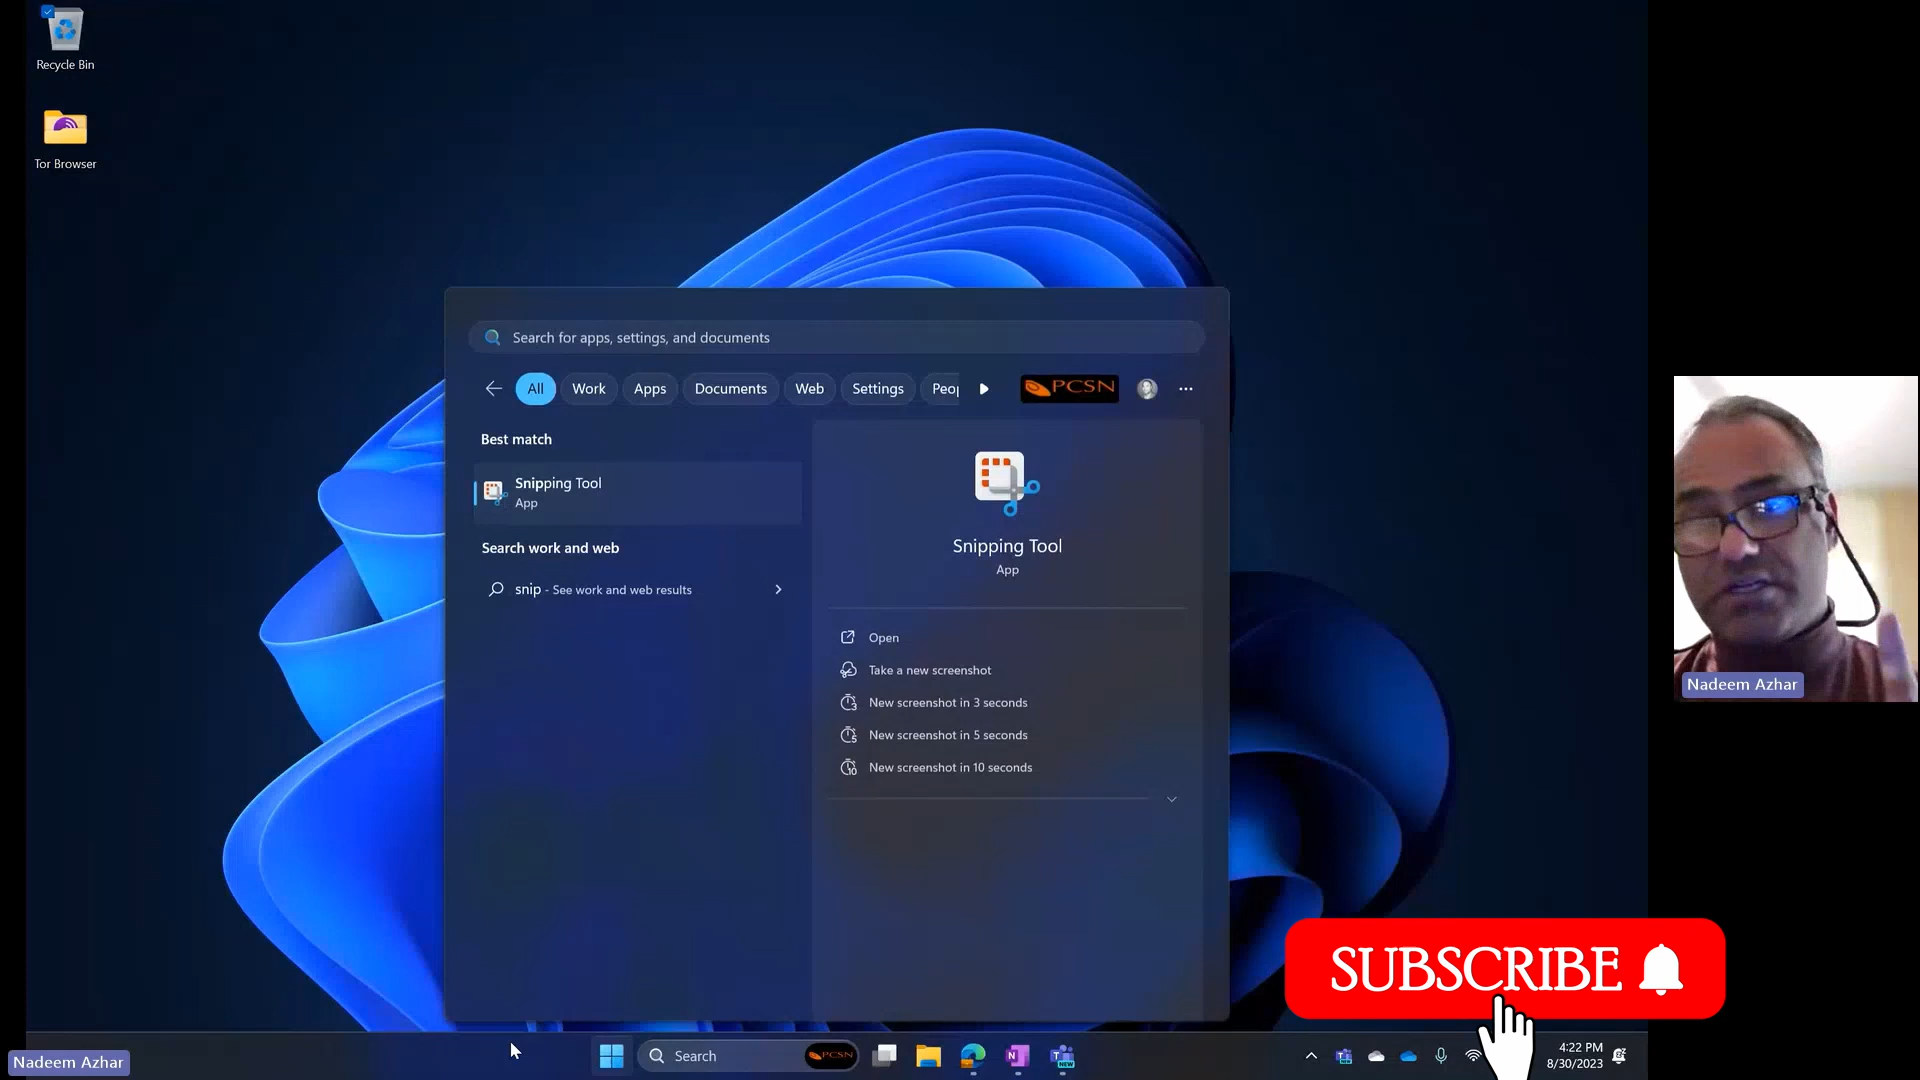 Recycle Bin
Tor Browser
Search for apps, settings, and documents
All Work Apps Documents Web Settings Peop
PCSN
Best match
Snipping Tool
App
Search work and web
snip - See work and web results
Snipping Tool
App
Open
Take a new screenshot
New screenshot in 3 seconds
New screenshot in 5 seconds
New screenshot in 10 seconds
Nadeem Azhar
SUBSCRIBE
Nadeem Azhar
Search
PCSN
NEW
4:22 PM
8/30/2023